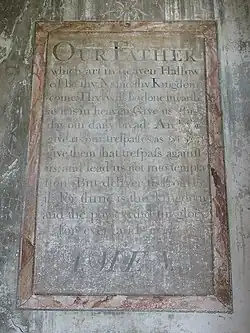 OUR FATHER
which art in heaven Hallow
ed be thy Name thy Kingdom
come Thy will be done in earth
as it is in heaven Give us this
day our daily bread And
give us our treſpaſses as we
give them that treſpaſs againſt
us and lead us not into tempta
tion But deliver us from
For thine is the Kingdom
and the power and the glory
for ever and ever
AMEN